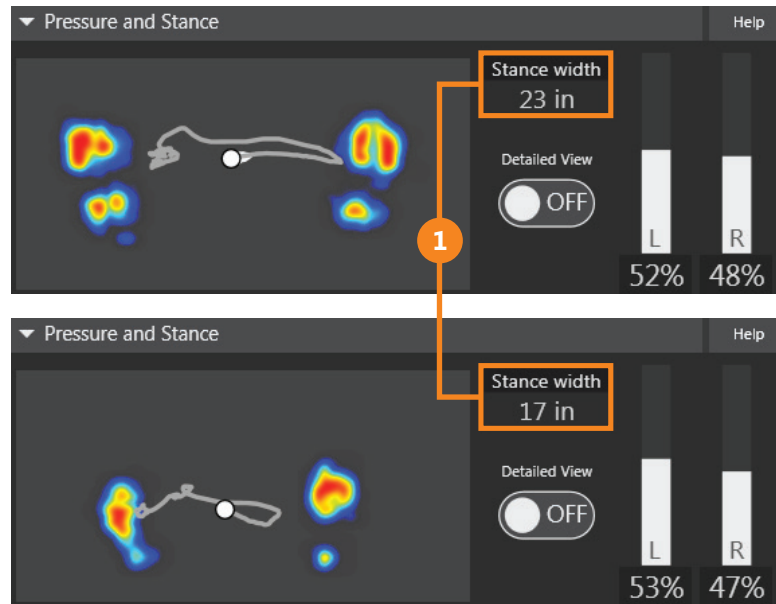 Pressure and Stance
Help
Stance width
23 in
Detailed View
OFF
L
R
52%
48%
1
Pressure and Stance
Help
Stance width
17 in
Detailed View
OFF
L
R
53%
47%